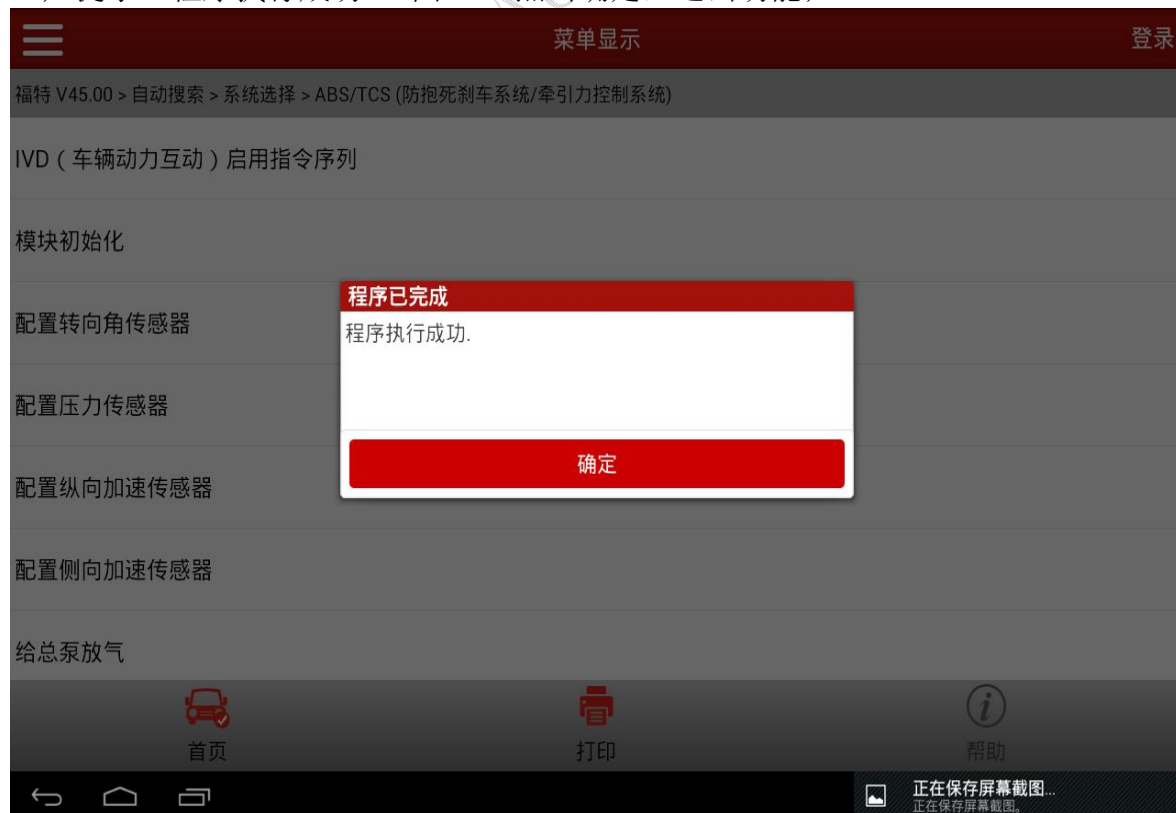 菜单显示
登录
福特 V45.00 > 自动搜索 > 系统选择 > ABS/TCS (防抱死刹车系统/牵引力控制系统)
IVD（车辆动力互动）启用指令序列
模块初始化
配置转向角传感器
程序已完成
程序执行成功.
确定
配置压力传感器
配置纵向加速传感器
配置侧向加速传感器
给总泵放气
首页
打印
帮助
正在保存屏幕截图...
正在保存屏幕截图。